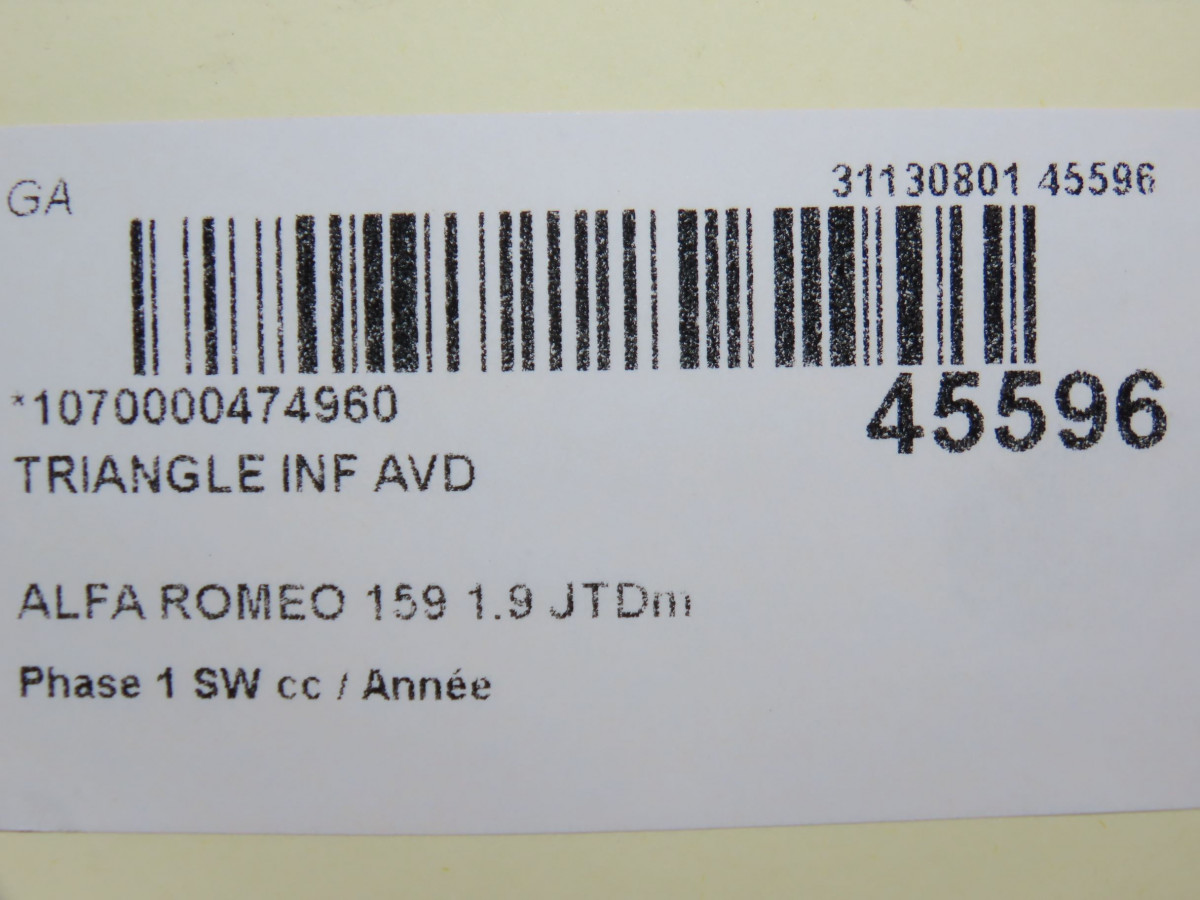 GA
31130801 45596
*1070000474960
45596
TRIANGLE INF AVD
ALFA ROMEO 159 1.9 JTDm
Phase 1 SW cc / Année